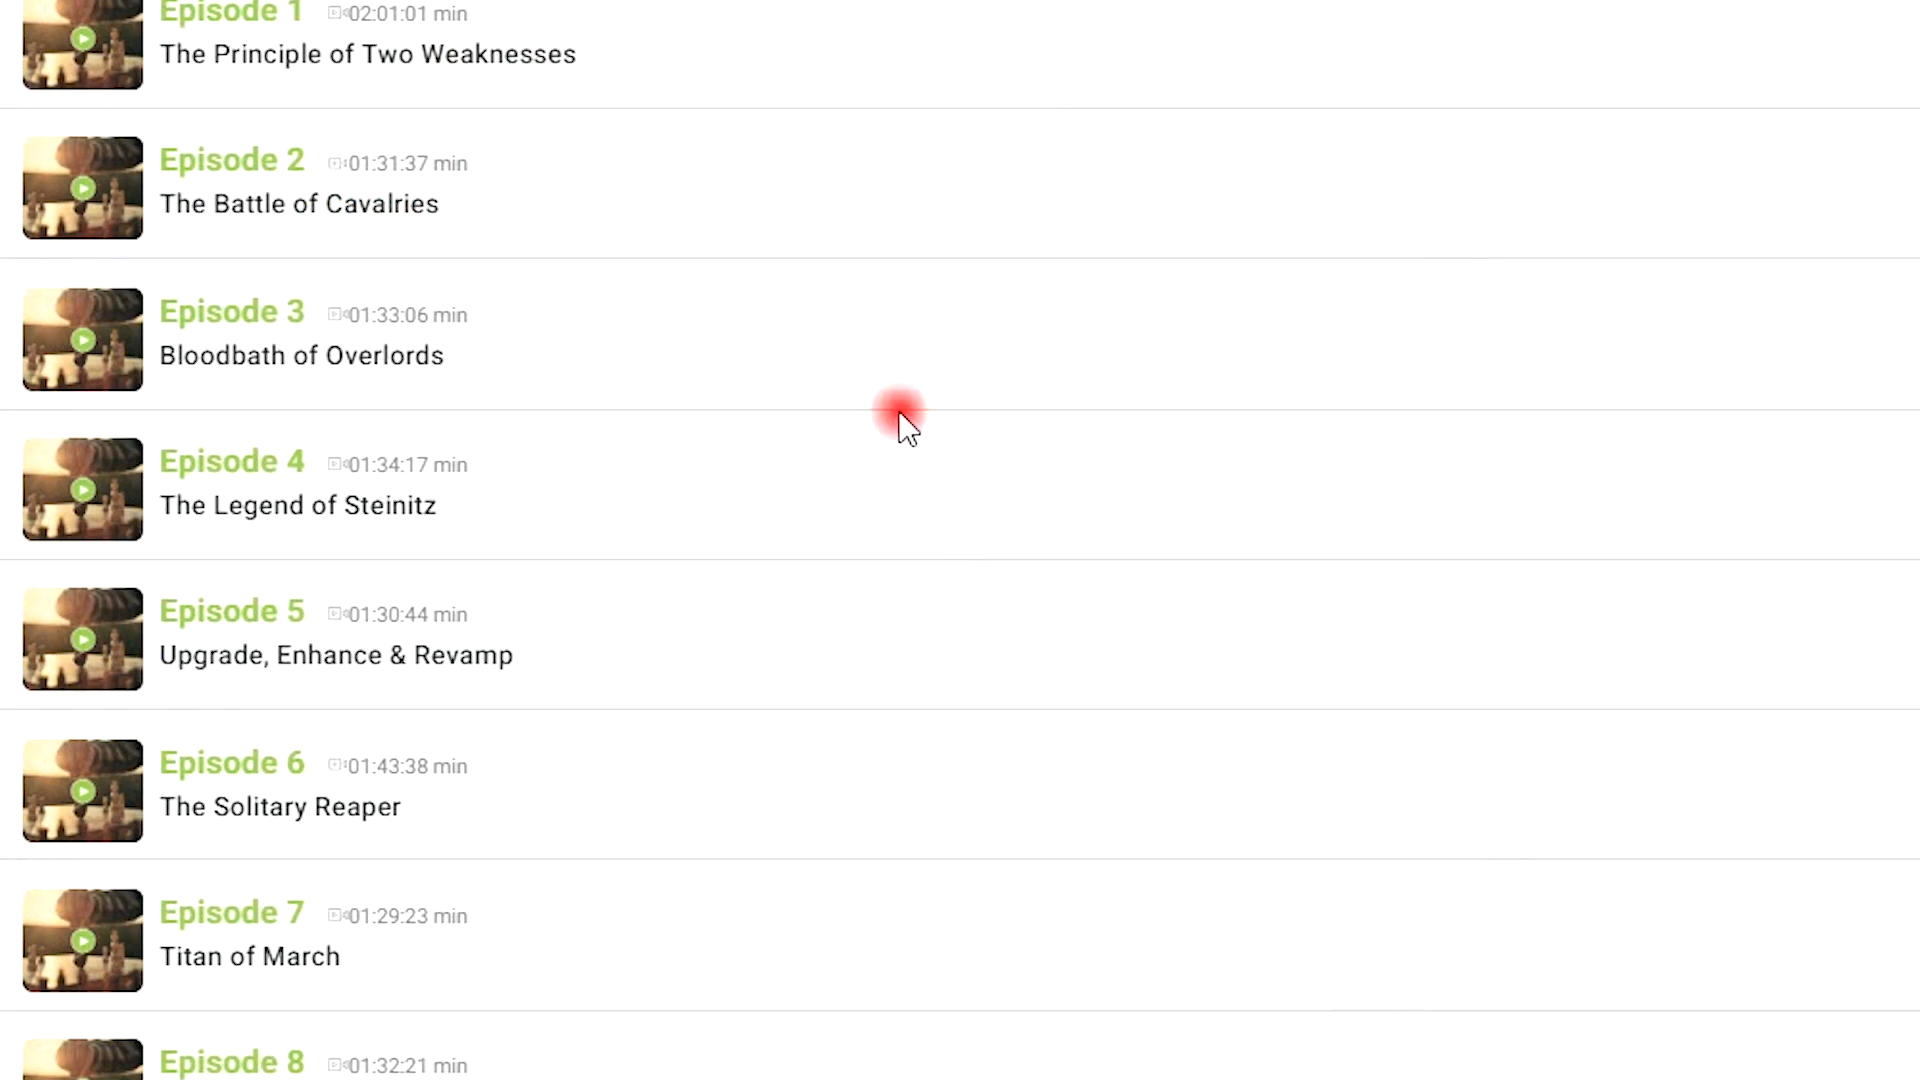 Episode 1 02:01:01 min
The Principle of Two Weaknesses
Episode 2 01:31:37 min
The Battle of Cavalries
Episode 3 01:33:06 min
Bloodbath of Overlords
Episode 4 01:34:17 min
The Legend of Steinitz
Episode 5 01:30:44 min
Upgrade, Enhance & Revamp
Episode 6 01:43:38 min
The Solitary Reaper
Episode 7 01:29:23 min
Titan of March
Episode 8 01:32:21 min